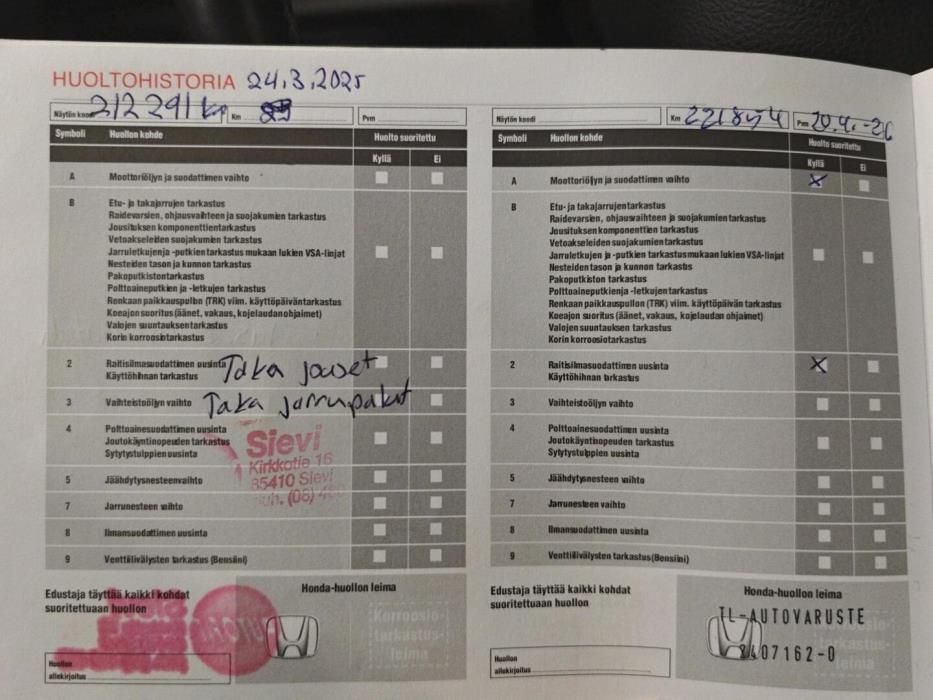 HUOLTOHISTORIA 24.3.2025
Näytön koodi 212291 km Km
Pvm
Symboli Huollon kohde Huolto suoritettu
Kyllä Ei
A Moottoriöljyn ja suodattimen vaihto
B Etu- ja takajarrujen tarkastus
Raidevarsien, ohjausvaihteen ja suojakumien tarkastus
Jousituksen komponenttien tarkastus
Vetoakseleiden suojakumien tarkastus
Jarruletkujen ja -putkien tarkastus mukaan lukien VSA-linjat
Nesteiden tason ja kunnon tarkastus
Pakoputkiston tarkastus
Polttoaineputkien ja -letkujen tarkastus
Renkaan paikkauspullon (TRK) viim. käyttöpäivän tarkastus
Koeajon suoritus (äänet, vakaus, kojelaudan ohjaimet)
Valojen suuntauksen tarkastus
Korin korroosiotarkastus
2 Raitisilmasuodattimen uusinta Taka jouset
Käyttöhihnan tarkastus
3 Vaihteistoöljyn vaihto Taka jarrupalat
4 Polttoainesuodattimen uusinta
Joutokäyntinopeuden tarkastus
Sytytystulppien uusinta
Sievi
Kirkkotie 16
85410 Sievi
puh. (08)
5 Jäähdytysnesteen vaihto
7 Jarrunesteen vaihto
8 Ilmansuodattimen uusinta
9 Venttiilivälysten tarkastus (Bensiini)
Edustaja täyttää kaikki kohdat
suoritettuaan huollon
Honda-huollon leima
Korroosio-
tarkastus-
leima
Huollon
allekirjoitus
Näytön koodi Km 221854 Pvm 20.4.-26
Symboli Huollon kohde Huolto suoritettu
Kyllä Ei
A Moottoriöljyn ja suodattimen vaihto X
B Etu- ja takajarrujen tarkastus
Raidevarsien, ohjausvaihteen ja suojakumien tarkastus
Jousituksen komponenttien tarkastus
Vetoakseleiden suojakumien tarkastus
Jarruletkujen ja -putkien tarkastus mukaan lukien VSA-linjat
Nesteiden tason ja kunnon tarkastus
Pakoputkiston tarkastus
Polttoaineputkien ja -letkujen tarkastus
Renkaan paikkauspullon (TRK) viim. käyttöpäivän tarkastus
Koeajon suoritus (äänet, vakaus, kojelaudan ohjaimet)
Valojen suuntauksen tarkastus
Korin korroosiotarkastus
2 Raitisilmasuodattimen uusinta X
Käyttöhihnan tarkastus
3 Vaihteistoöljyn vaihto
4 Polttoainesuodattimen uusinta
Joutokäyntinopeuden tarkastus
Sytytystulppien uusinta
5 Jäähdytysnesteen vaihto
7 Jarrunesteen vaihto
8 Ilmansuodattimen uusinta
9 Venttiilivälysten tarkastus (Bensiini)
Edustaja täyttää kaikki kohdat
suoritettuaan huollon
Honda-huollon leima
TL-AUTOVARUSTE
2407162-0
tarkastus-
leima
Huollon
allekirjoitus